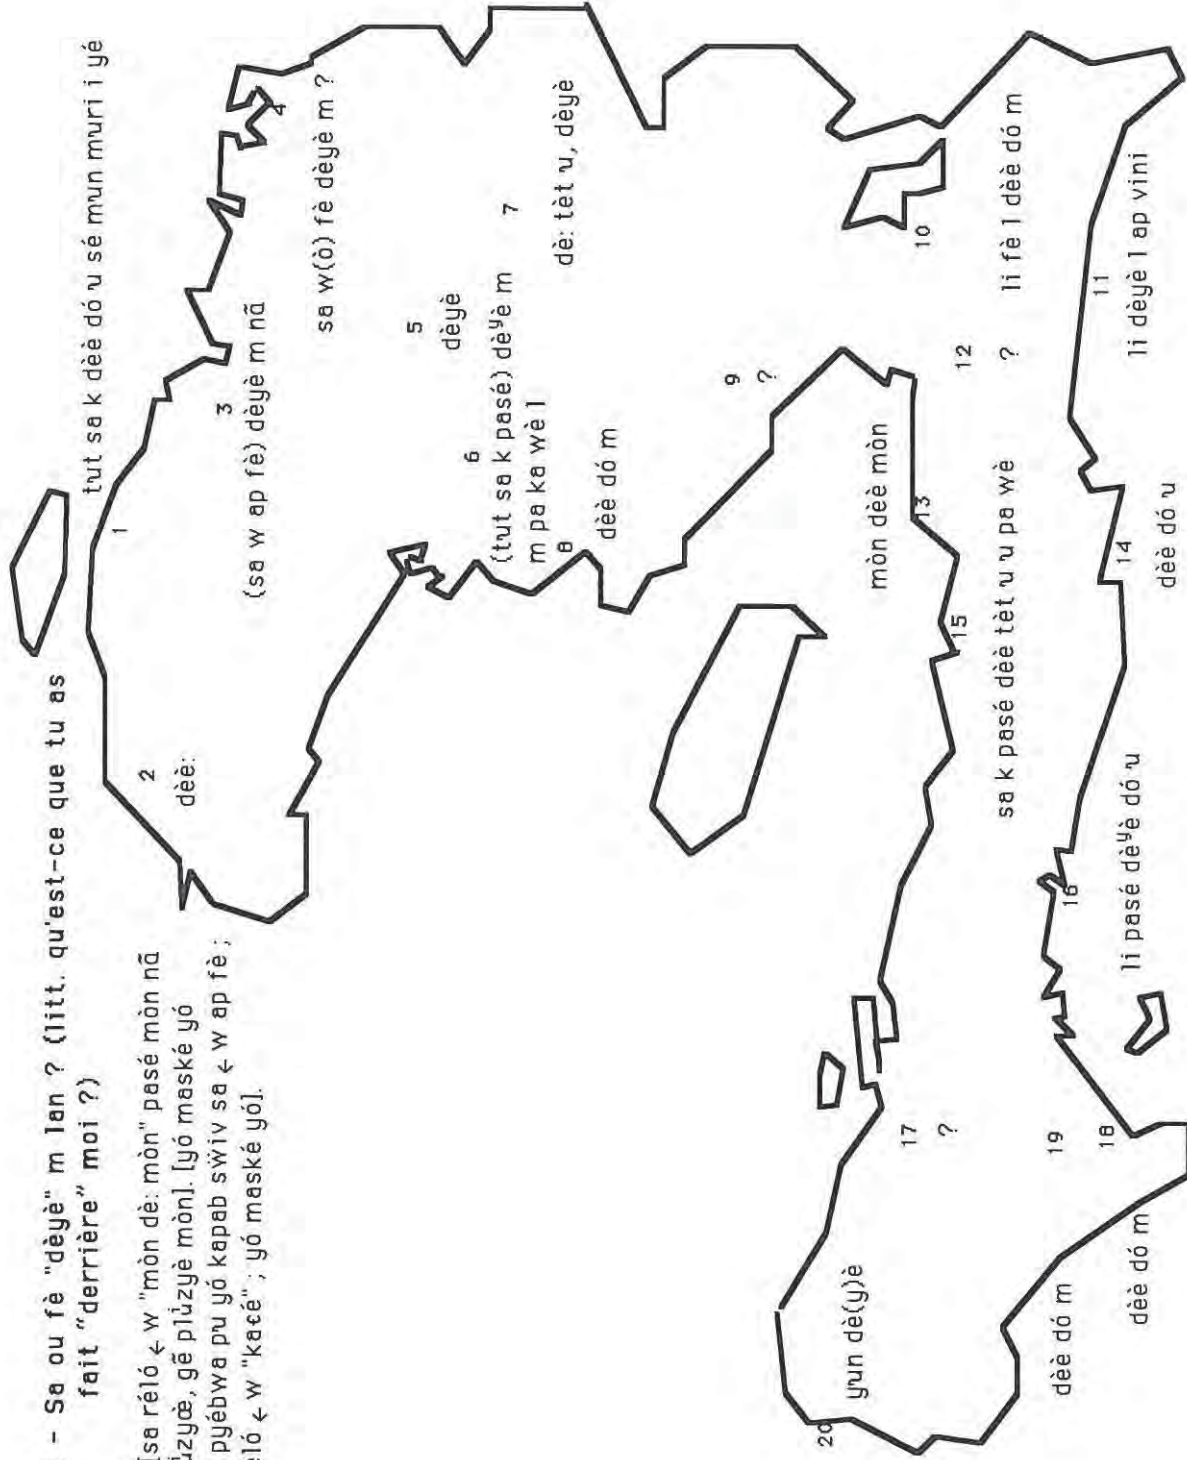 - Sa ou fè "dèyè" m lan ? (litt. qu'est-ce que tu as
fait "derrière" moi ?)
[sa réló ← w "mòn dè: mòn" pasé mòn nã
ùzyœ, gẽ plùzyè mòn]. [yó maské yó
pyébwa pu yó kapab swiv sa ← w ap fè ;
eló ← w "kaςé" ; yó maské yó].
tut sa k dèè dó u sé mun muri i yé
1
2
dèè:
3
(sa w ap fè) dèyè m nã
4
sa w(ò) fè dèyè m ?
5
dèyè
6
(tut sa k pasé) dèʸè m
m pa ka wè l
7
dè: tèt u, dèyè
8
dèè dó m
9
?
10
li fè l dèè dó m
11
li dèyè l ap vini
12
?
mòn dèè mòn
13
14
dèè dó u
15
sa k pasé dèè tèt u u pa wè
16
li pasé dèʸè dó u
17
?
18
dèè dó m
19
dèè dó m
20
yun dè(y)è